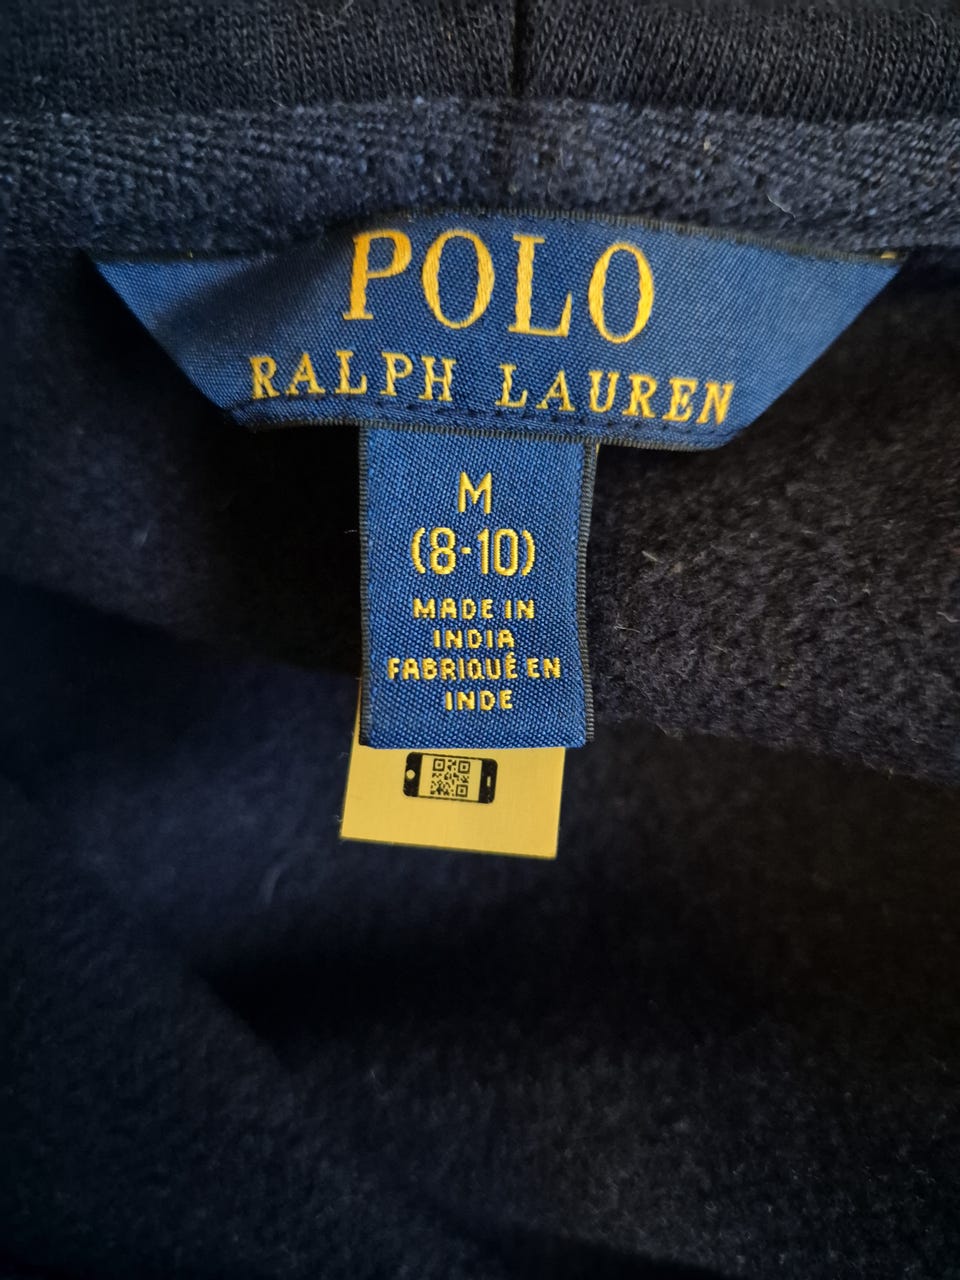 POLO
RALPH LAUREN
M
(8-10)
MADE IN
INDIA
FABRIQUÉ EN
INDE